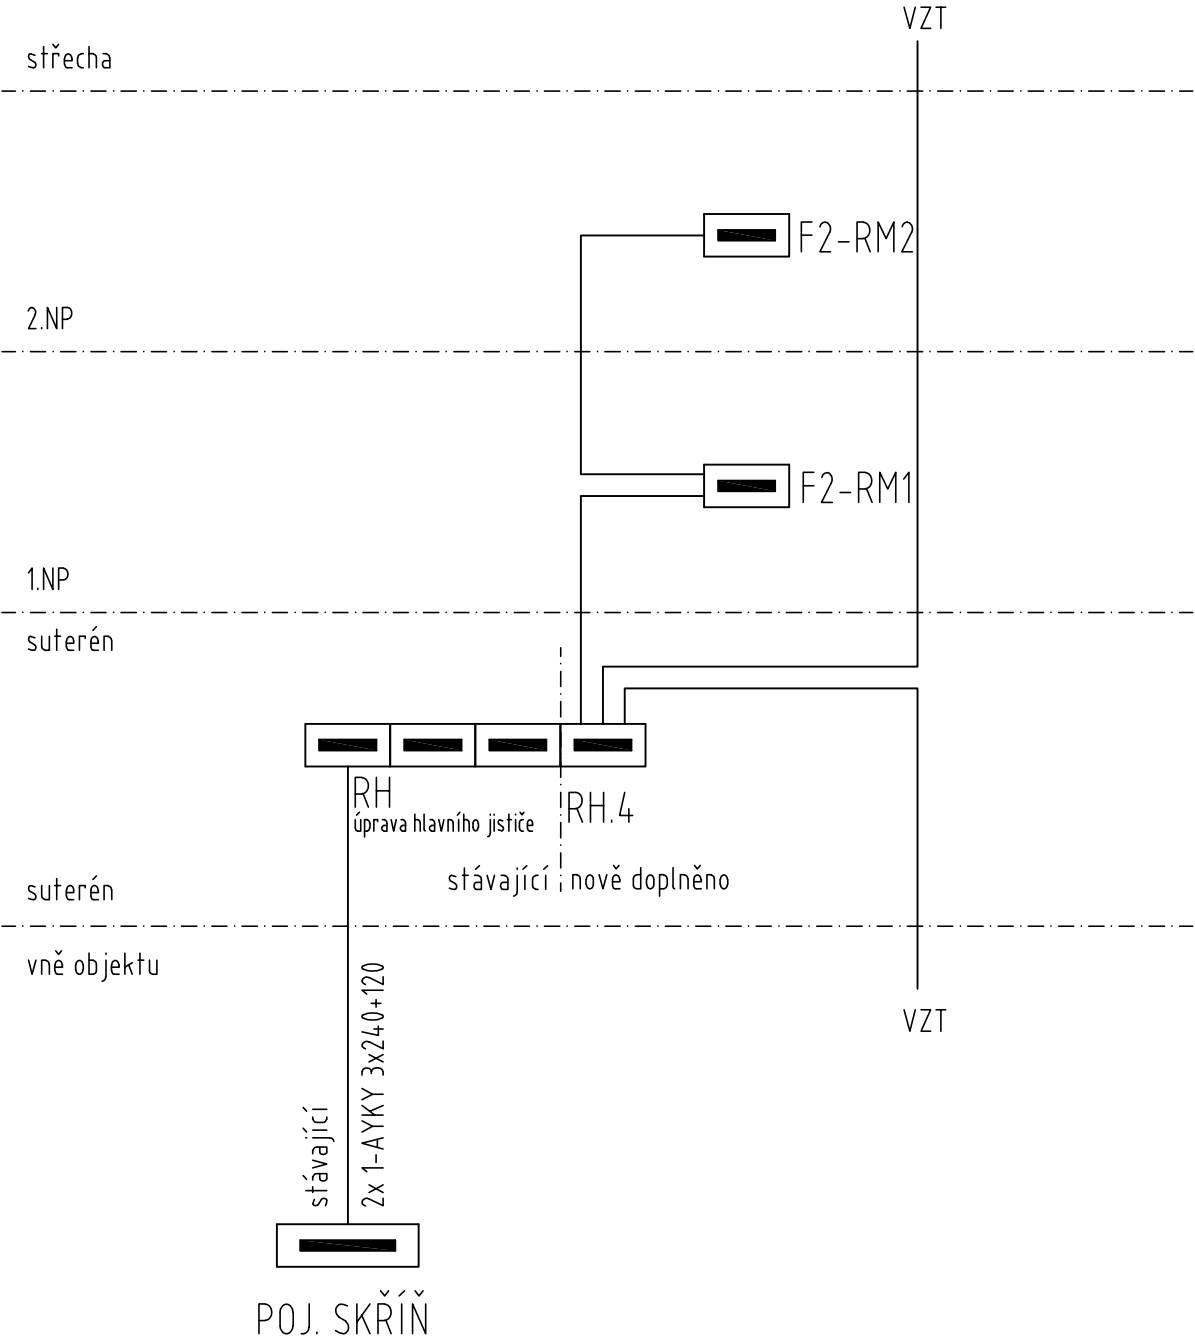 VZT
střecha
F2-RM2
2.NP
F2-RM1
1.NP
suterén
RH
úprava hlavního jističe
RH.4
stávající
nově doplněno
suterén
vně objektu
VZT
stávající
2x 1-AYKY 3x240+120
POJ. SKŘÍŇ